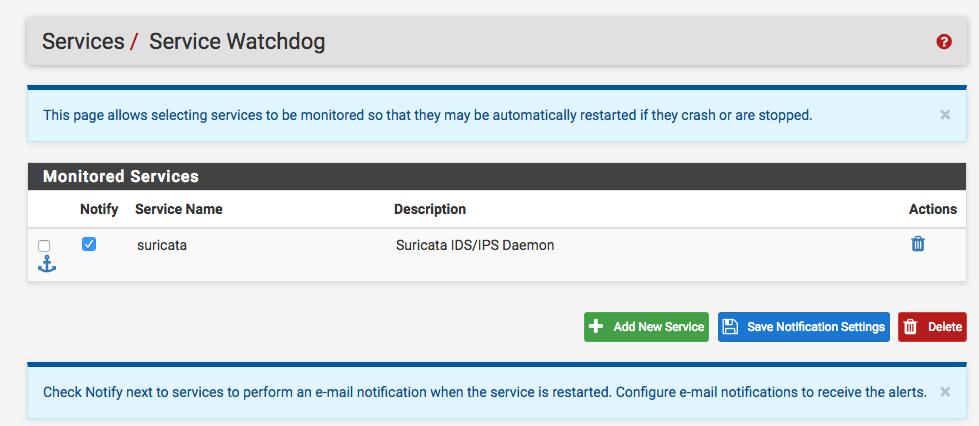 Services / Service Watchdog
This page allows selecting services to be monitored so that they may be automatically restarted if they crash or are stopped.
Monitored Services
Notify Service Name Description Actions
suricata Suricata IDS/IPS Daemon
Add New Service Save Notification Settings Delete
Check Notify next to services to perform an e-mail notification when the service is restarted. Configure e-mail notifications to receive the alerts.